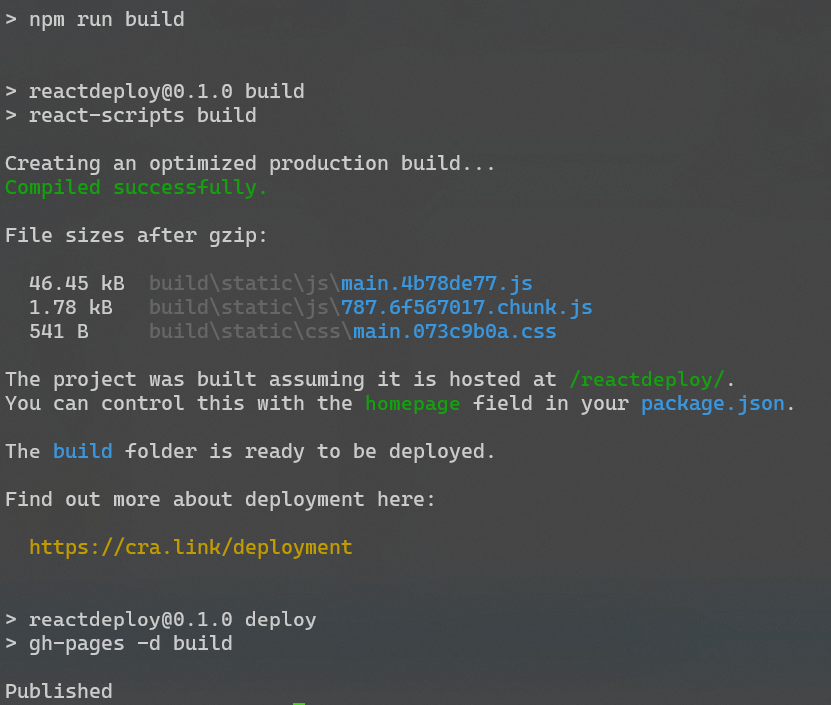 > npm run build
> reactdeploy@0.1.0 build
> react-scripts build
Creating an optimized production build...
Compiled successfully.
File sizes after gzip:
46.45 kB  build\static\js\main.4b78de77.js
1.78 kB   build\static\js\787.6f567017.chunk.js
541 B     build\static\css\main.073c9b0a.css
The project was built assuming it is hosted at /reactdeploy/.
You can control this with the homepage field in your package.json.
The build folder is ready to be deployed.
Find out more about deployment here:
https://cra.link/deployment
> reactdeploy@0.1.0 deploy
> gh-pages -d build
Published